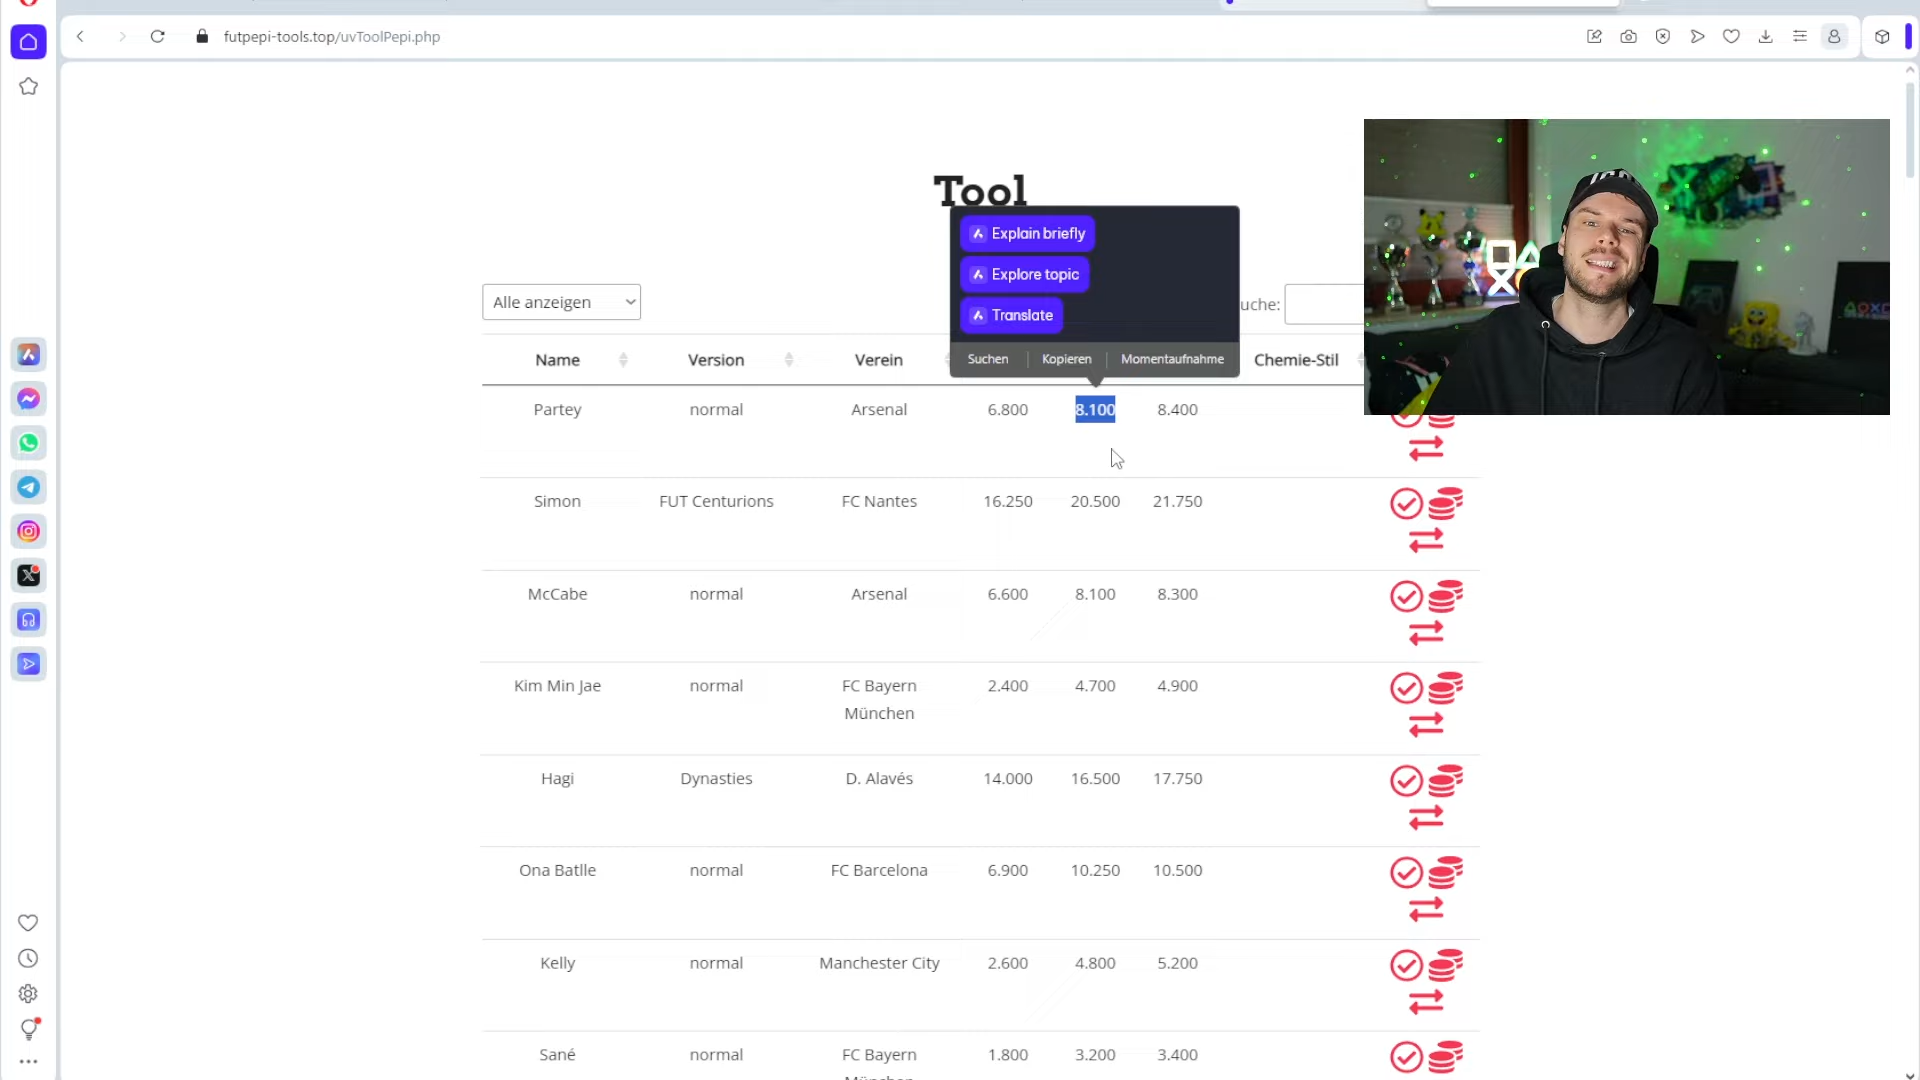 futpepi-tools.top/uvToolPepi.php
Tool
Explain briefly
Explore topic
Translate
Suchen Kopieren Momentaufnahme
Alle anzeigen
uche:
Name Version Verein Chemie-Stil
Partey normal Arsenal 6.800 8.100 8.400
Simon FUT Centurions FC Nantes 16.250 20.500 21.750
McCabe normal Arsenal 6.600 8.100 8.300
Kim Min Jae normal FC Bayern München 2.400 4.700 4.900
Hagi Dynasties D. Alavés 14.000 16.500 17.750
Ona Batlle normal FC Barcelona 6.900 10.250 10.500
Kelly normal Manchester City 2.600 4.800 5.200
Sané normal FC Bayern München 1.800 3.200 3.400